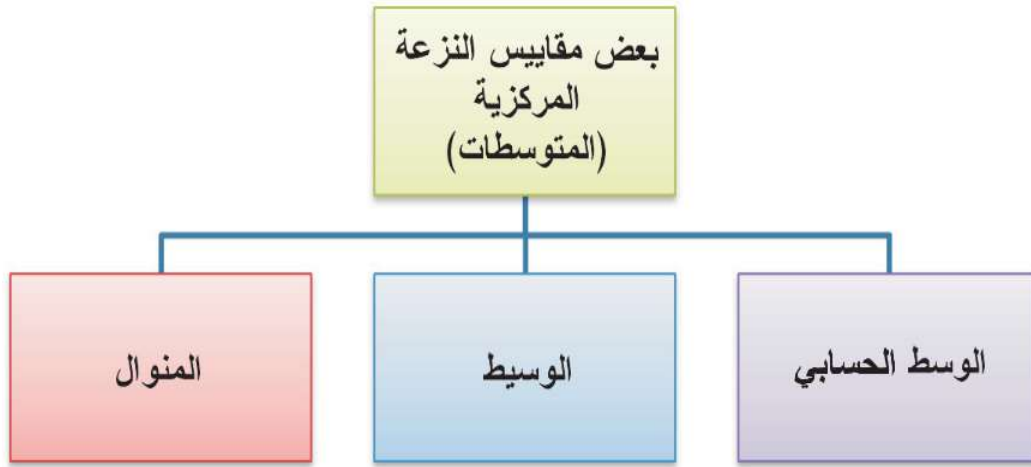 بعض مقاييس النزعة
المركزية
(المتوسطات)
الوسط الحسابي
الوسيط
المنوال